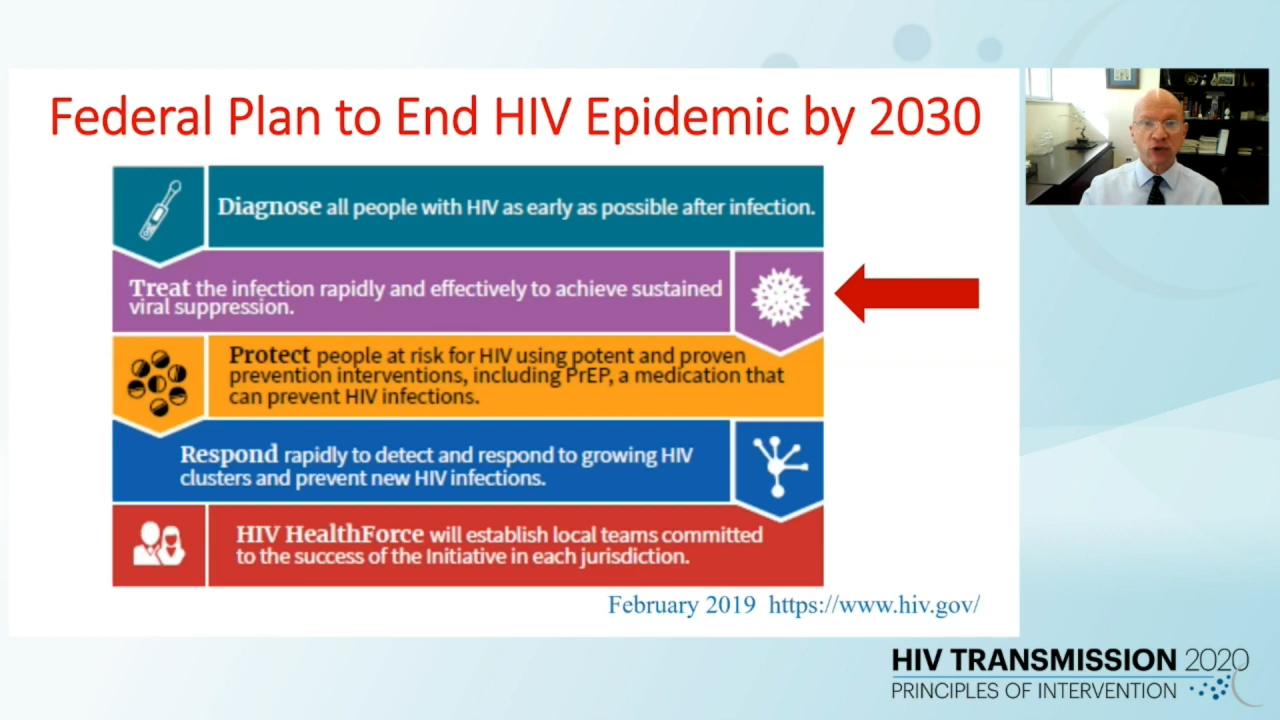 Federal Plan to End HIV Epidemic by 2030
Diagnose all people with HIV as early as possible after infection.
Treat the infection rapidly and effectively to achieve sustained
viral suppression.
Protect people at risk for HIV using potent and proven
prevention interventions, including PrEP, a medication that
can prevent HIV infections.
Respond rapidly to detect and respond to growing HIV
clusters and prevent new HIV infections.
HIV HealthForce will establish local teams committed
to the success of the Initiative in each jurisdiction.
February 2019 https://www.hiv.gov/
HIV TRANSMISSION 2020
PRINCIPLES OF INTERVENTION